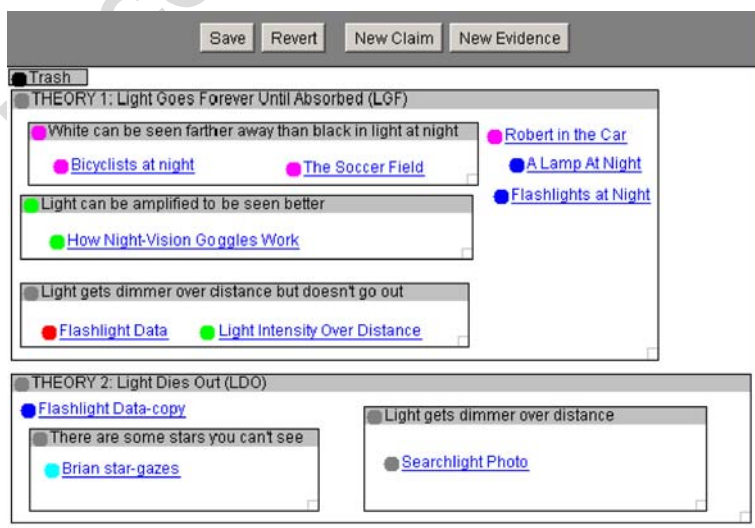 Save Revert New Claim New Evidence
Trash
THEORY 1: Light Goes Forever Until Absorbed (LGF)
White can be seen farther away than black in light at night
Robert in the Car
Bicyclists at night The Soccer Field
A Lamp At Night
Flashlights at Night
Light can be amplified to be seen better
How Night-Vision Goggles Work
Light gets dimmer over distance but doesn't go out
Flashlight Data Light Intensity Over Distance
THEORY 2: Light Dies Out (LDO)
Flashlight Data-copy
Light gets dimmer over distance
There are some stars you can't see
Searchlight Photo
Brian star-gazes